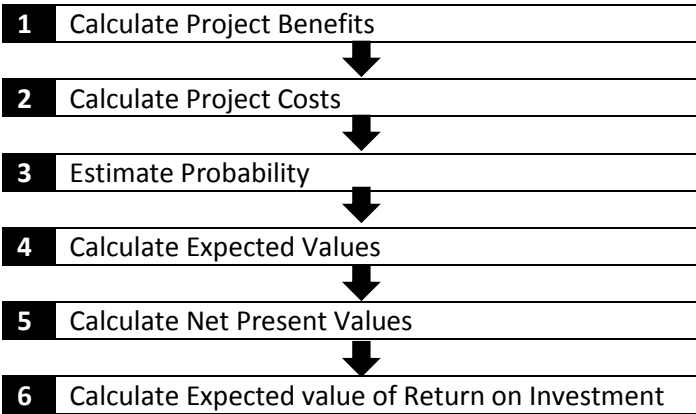 1 Calculate Project Benefits
2 Calculate Project Costs
3 Estimate Probability
4 Calculate Expected Values
5 Calculate Net Present Values
6 Calculate Expected value of Return on Investment